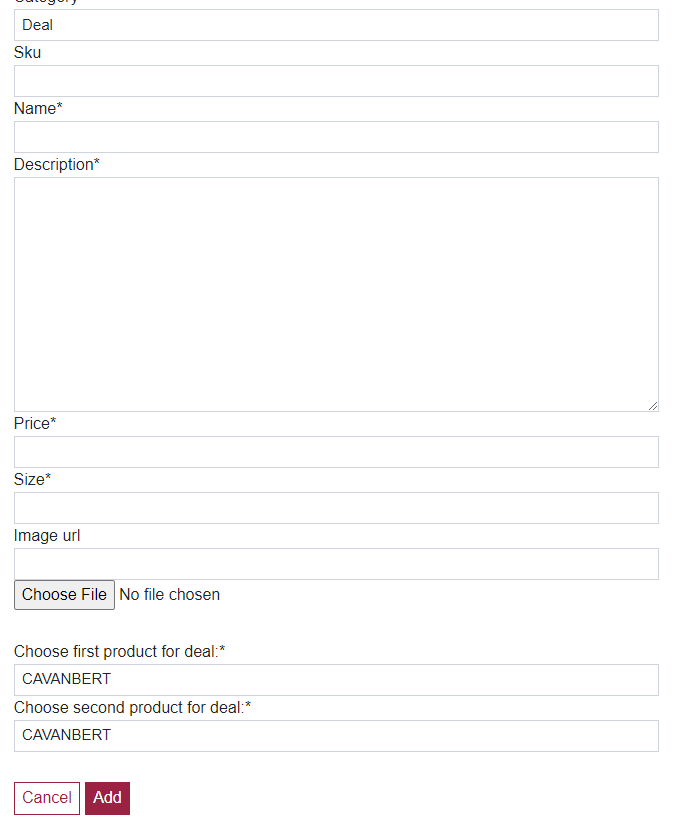 Category
Deal
Sku
Name*
Description*
Price*
Size*
Image url
Choose File No file chosen
Choose first product for deal:*
CAVANBERT
Choose second product for deal:*
CAVANBERT
Cancel Add